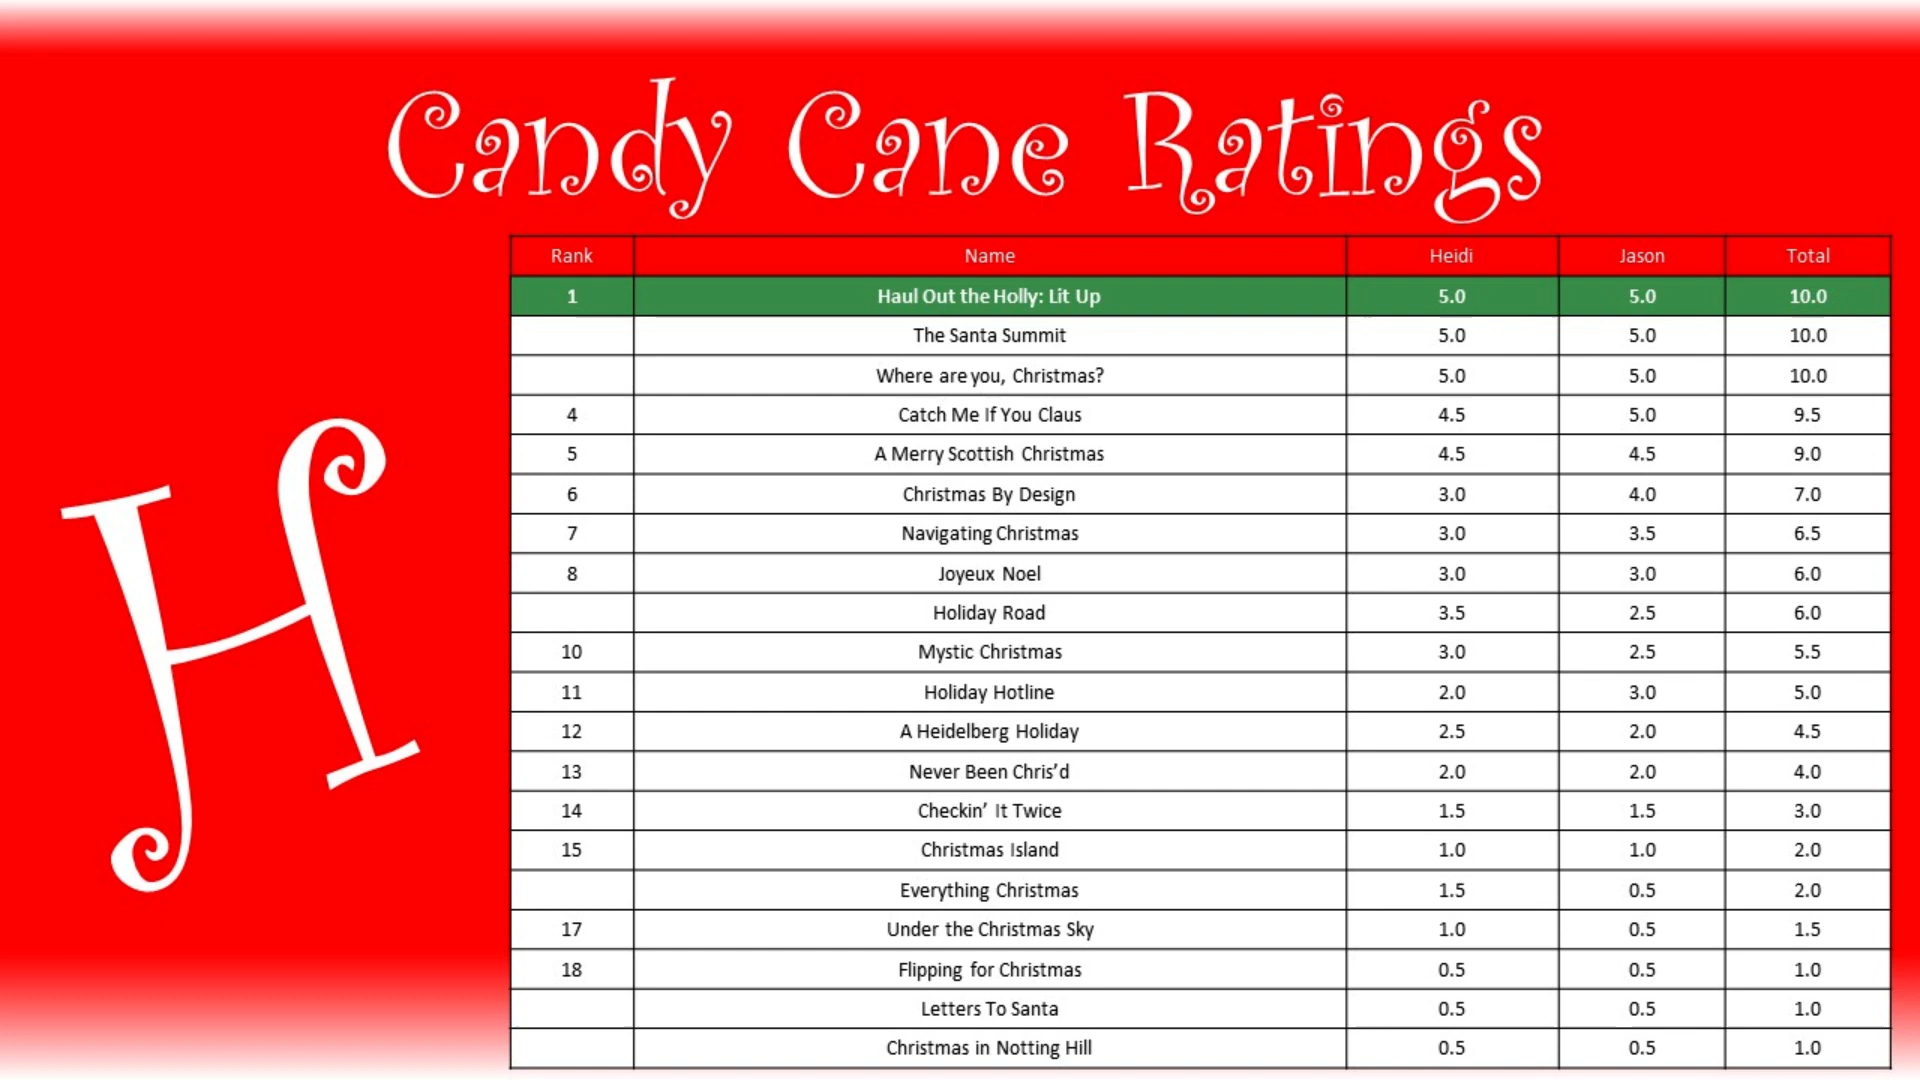 Candy Cane Ratings
H
Rank Name Heidi Jason Total
1 Haul Out the Holly: Lit Up 5.0 5.0 10.0
The Santa Summit 5.0 5.0 10.0
Where are you, Christmas? 5.0 5.0 10.0
4 Catch Me If You Claus 4.5 5.0 9.5
5 A Merry Scottish Christmas 4.5 4.5 9.0
6 Christmas By Design 3.0 4.0 7.0
7 Navigating Christmas 3.0 3.5 6.5
8 Joyeux Noel 3.0 3.0 6.0
Holiday Road 3.5 2.5 6.0
10 Mystic Christmas 3.0 2.5 5.5
11 Holiday Hotline 2.0 3.0 5.0
12 A Heidelberg Holiday 2.5 2.0 4.5
13 Never Been Chris’d 2.0 2.0 4.0
14 Checkin’ It Twice 1.5 1.5 3.0
15 Christmas Island 1.0 1.0 2.0
Everything Christmas 1.5 0.5 2.0
17 Under the Christmas Sky 1.0 0.5 1.5
18 Flipping for Christmas 0.5 0.5 1.0
Letters To Santa 0.5 0.5 1.0
Christmas in Notting Hill 0.5 0.5 1.0